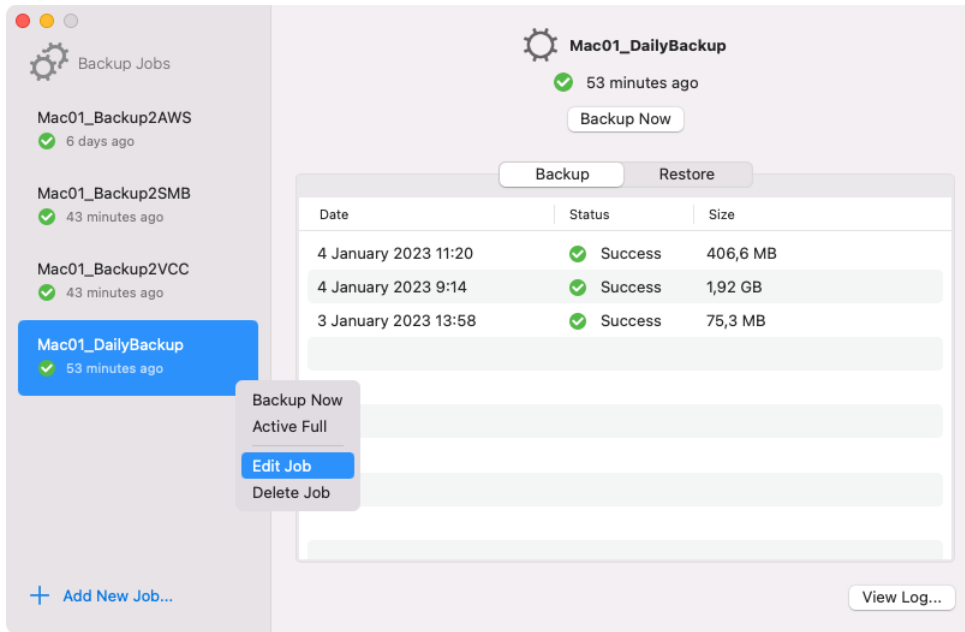 Backup Jobs
Mac01_Backup2AWS
6 days ago
Mac01_Backup2SMB
43 minutes ago
Mac01_Backup2VCC
43 minutes ago
Mac01_DailyBackup
53 minutes ago
Backup Now
Active Full
Edit Job
Delete Job
Add New Job...
Mac01_DailyBackup
53 minutes ago
Backup Now
Backup Restore
Date Status Size
4 January 2023 11:20 Success 406,6 MB
4 January 2023 9:14 Success 1,92 GB
3 January 2023 13:58 Success 75,3 MB
View Log...